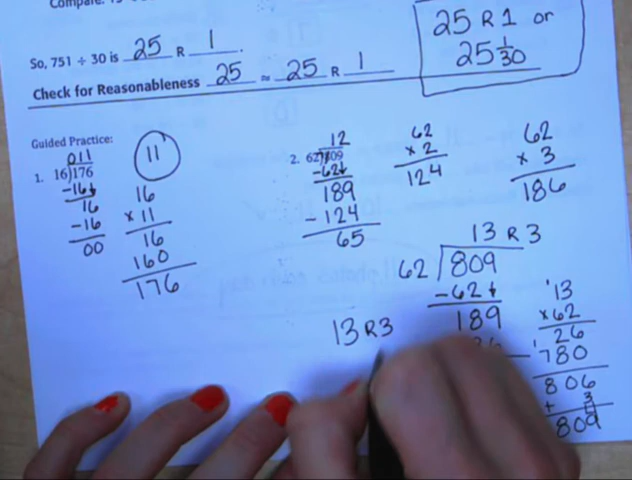 Compare:
So, 751 ÷ 30 is 25 R 1.
Check for Reasonableness 25 ≈ 25 R 1
25 R 1 or
25 1/30
Guided Practice:
1. 16)176
011
-16↓
16
-16
00
11
16
x 11
16
160
176
2. 62)809
12
-62↓
189
-124
65
62
x 2
124
62
x 3
186
13 R 3
62)809
-62↓
189
13 R3
13
x62
26
780
806
+ 3
809